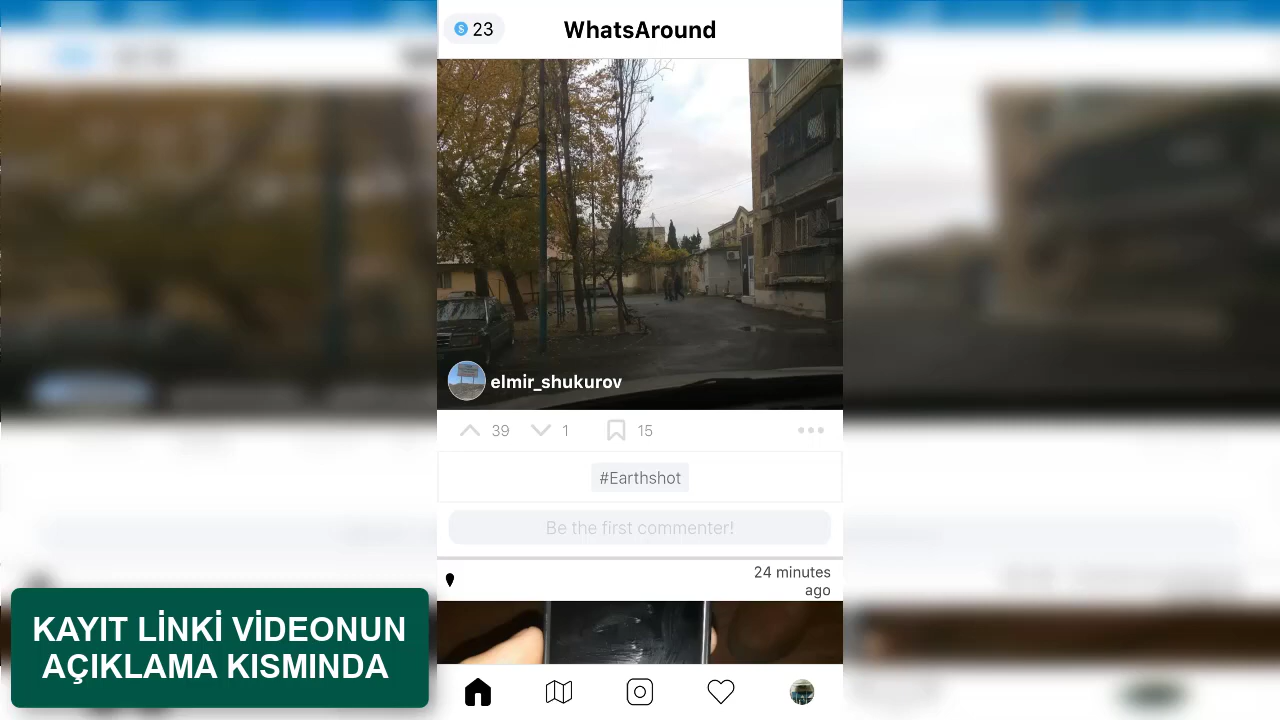 23
WhatsAround
elmir_shukurov
39
1
15
#Earthshot
Be the first commenter!
24 minutes
ago
KAYIT LİNKİ VİDEONUN
AÇIKLAMA KISMINDA